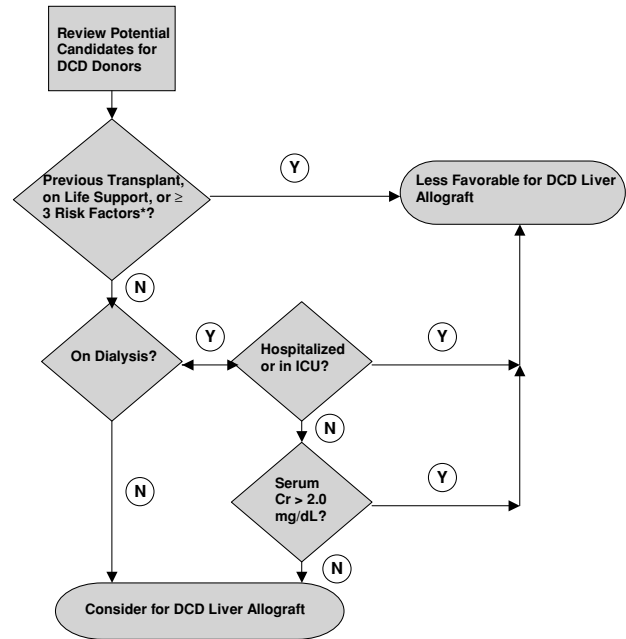 Review Potential
Candidates for
DCD Donors
Previous Transplant,
on Life Support, or ≥
3 Risk Factors*?
Y
Less Favorable for DCD Liver
Allograft
N
On Dialysis?
Y
Hospitalized
or in ICU?
Y
N
N
Serum
Cr > 2.0
mg/dL?
Y
N
Consider for DCD Liver Allograft